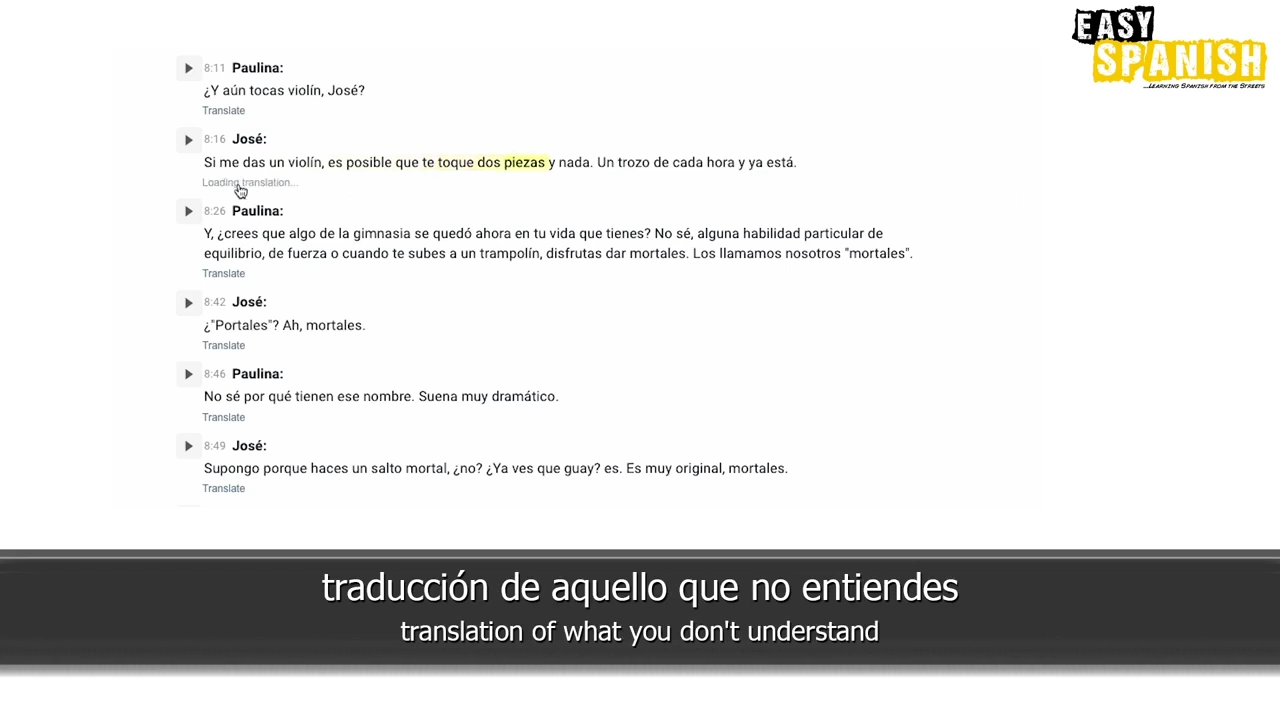 EASY
SPANISH
...LEARNING SPANISH FROM THE STREETS
8:11 Paulina:
¿Y aún tocas violín, José?
Translate
8:16 José:
Si me das un violín, es posible que te toque dos piezas y nada. Un trozo de cada hora y ya está.
Loading translation...
8:26 Paulina:
Y, ¿crees que algo de la gimnasia se quedó ahora en tu vida que tienes? No sé, alguna habilidad particular de
equilibrio, de fuerza o cuando te subes a un trampolín, disfrutas dar mortales. Los llamamos nosotros "mortales".
Translate
8:42 José:
¿"Portales"? Ah, mortales.
Translate
8:46 Paulina:
No sé por qué tienen ese nombre. Suena muy dramático.
Translate
8:49 José:
Supongo porque haces un salto mortal, ¿no? ¿Ya ves que guay? es. Es muy original, mortales.
Translate
traducción de aquello que no entiendes
translation of what you don't understand